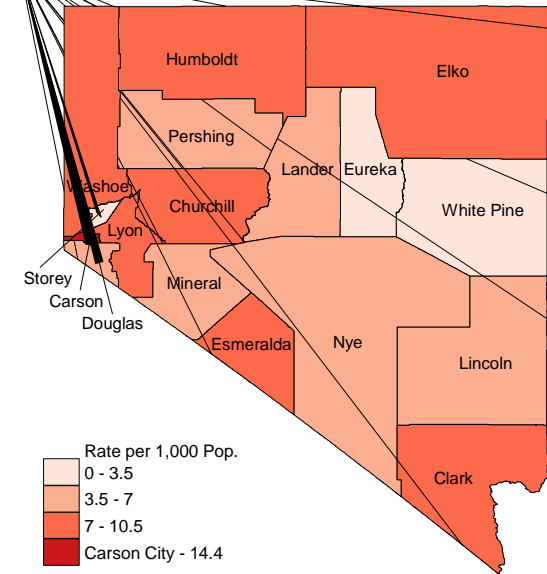 Humboldt
Elko
Pershing
Lander
Eureka
Washoe
Churchill
White Pine
Lyon
Storey
Carson
Douglas
Mineral
Esmeralda
Nye
Lincoln
Clark
Rate per 1,000 Pop.
0 - 3.5
3.5 - 7
7 - 10.5
Carson City - 14.4